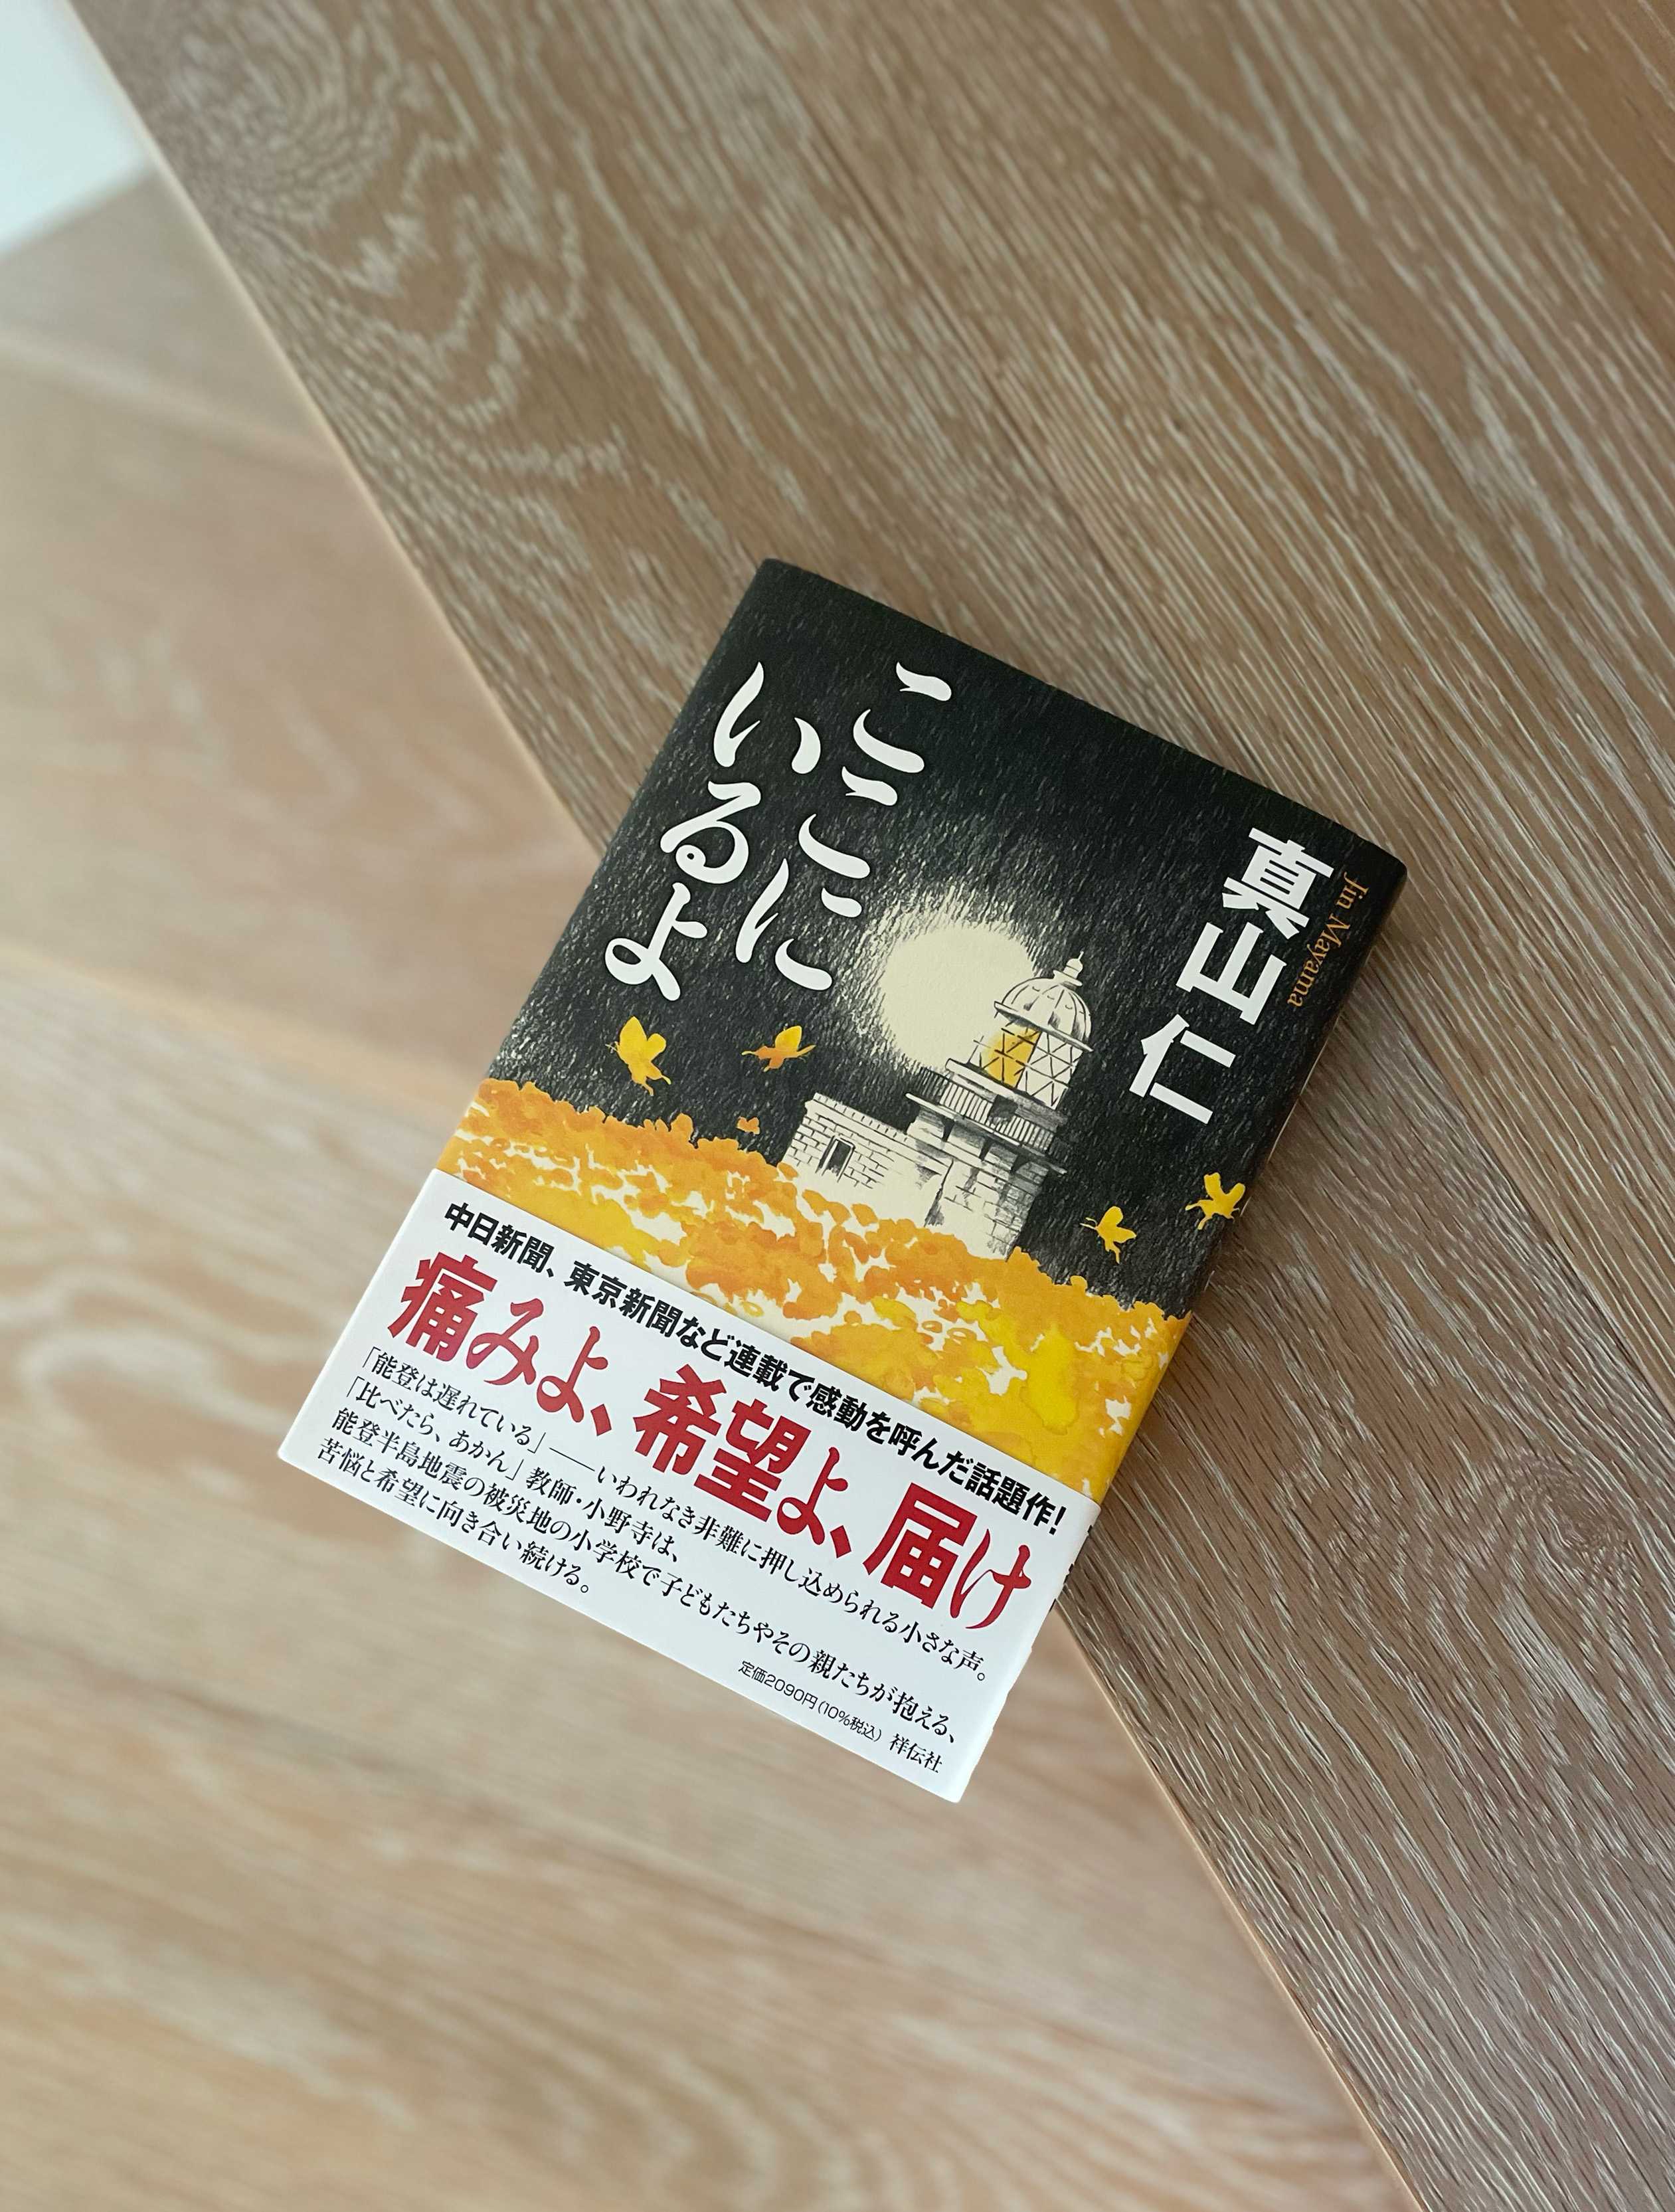 真山仁
Jin Mayama
ここに
いるよ
中日新聞、東京新聞など連載で感動を呼んだ話題作!
痛みよ、希望よ、届け
「能登は遅れている」――いわれなき非難に押し込められる小さな声。
「比べたら、あかん」教師・小野寺は、
能登半島地震の被災地の小学校で子どもたちやその親たちが抱える、
苦悩と希望に向き合い続ける。
定価2090円(10%税込) 祥伝社